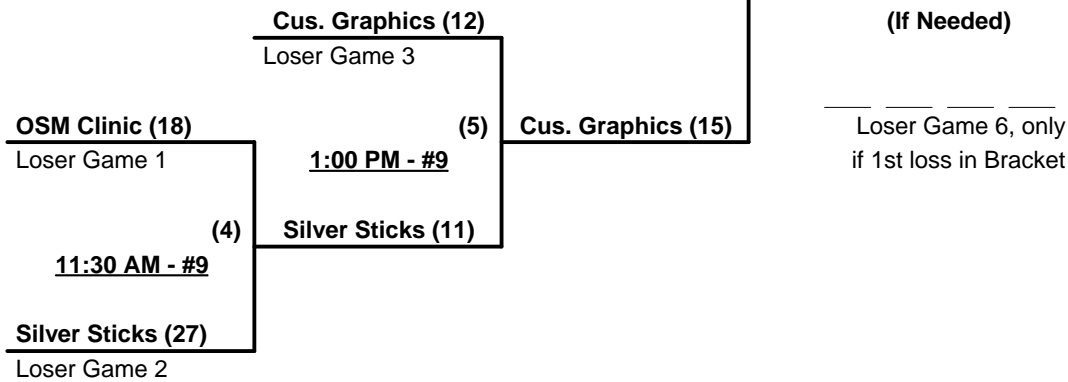 Cus. Graphics (12)
(If Needed)
Loser Game 3
OSM Clinic (18)
(5)
Cus. Graphics (15)
Loser Game 6, only
Loser Game 1
1:00 PM - #9
if 1st loss in Bracket
(4)
Silver Sticks (11)
11:30 AM - #9
Silver Sticks (27)
Loser Game 2